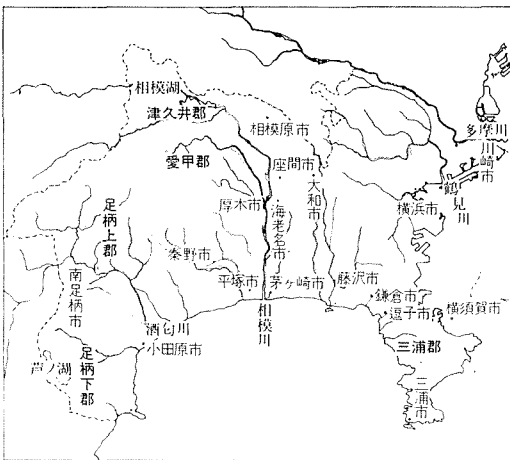 相模湖
津久井郡
相模原市
多摩川
川崎市
鶴見川
愛甲郡
座間市
大和市
厚木市
海老名市
横浜市
足柄上郡
秦野市
平塚市
茅ヶ崎市
藤沢市
鎌倉市
逗子市
横須賀市
南足柄市
酒匂川
相模川
小田原市
三浦郡
芦ノ湖
足柄下郡
三浦市